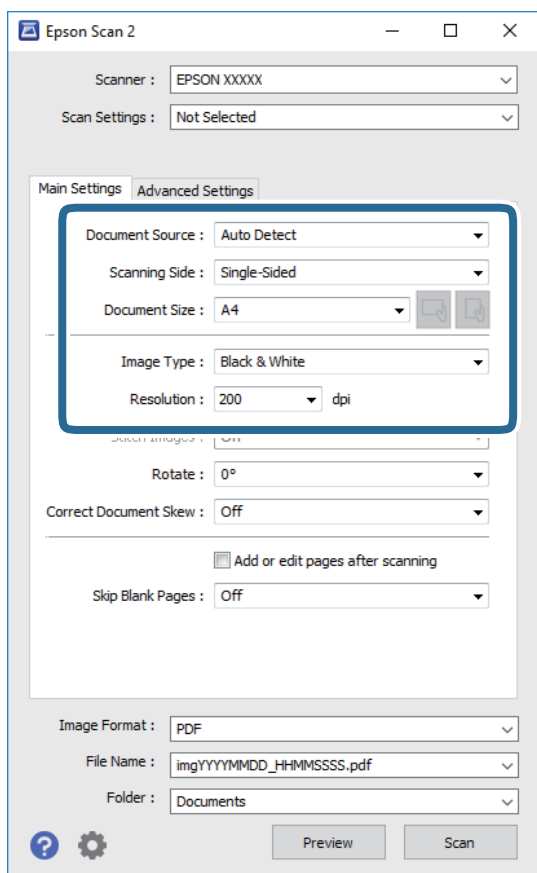 Epson Scan 2
Scanner : EPSON XXXXX
Scan Settings : Not Selected
Main Settings Advanced Settings
Document Source : Auto Detect
Scanning Side : Single-Sided
Document Size : A4
Image Type : Black & White
Resolution : 200 dpi
Stitch Images : Off
Rotate : 0°
Correct Document Skew : Off
Add or edit pages after scanning
Skip Blank Pages : Off
Image Format : PDF
File Name : imgYYYYMMDD_HHMMSSSS.pdf
Folder : Documents
? Preview Scan